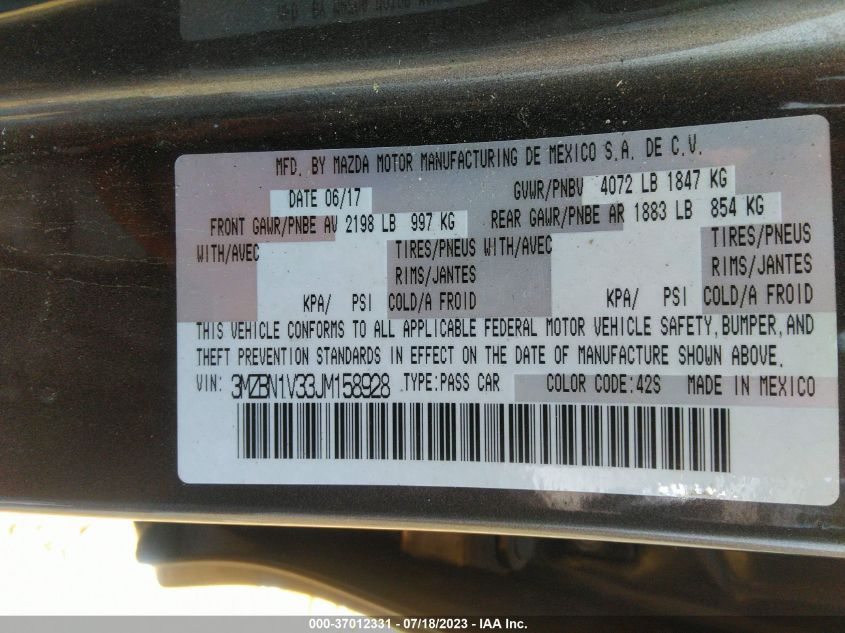 MFD. BY MAZDA MOTOR MANUFACTURING DE MEXICO S.A. DE C.V.
DATE 06/17 GVWR/PNBV 4072 LB 1847 KG
FRONT GAWR/PNBE AV 2198 LB 997 KG REAR GAWR/PNBE AR 1883 LB 854 KG
WITH/AVEC TIRES/PNEUS WITH/AVEC TIRES/PNEUS
RIMS/JANTES RIMS/JANTES
KPA/ PSI COLD/A FROID KPA/ PSI COLD/A FROID
THIS VEHICLE CONFORMS TO ALL APPLICABLE FEDERAL MOTOR VEHICLE SAFETY, BUMPER, AND
THEFT PREVENTION STANDARDS IN EFFECT ON THE DATE OF MANUFACTURE SHOWN ABOVE.
VIN: 3MZBN1V33JM158928 TYPE:PASS CAR COLOR CODE:42S MADE IN MEXICO
000-37012331 - 07/18/2023 - IAA Inc.